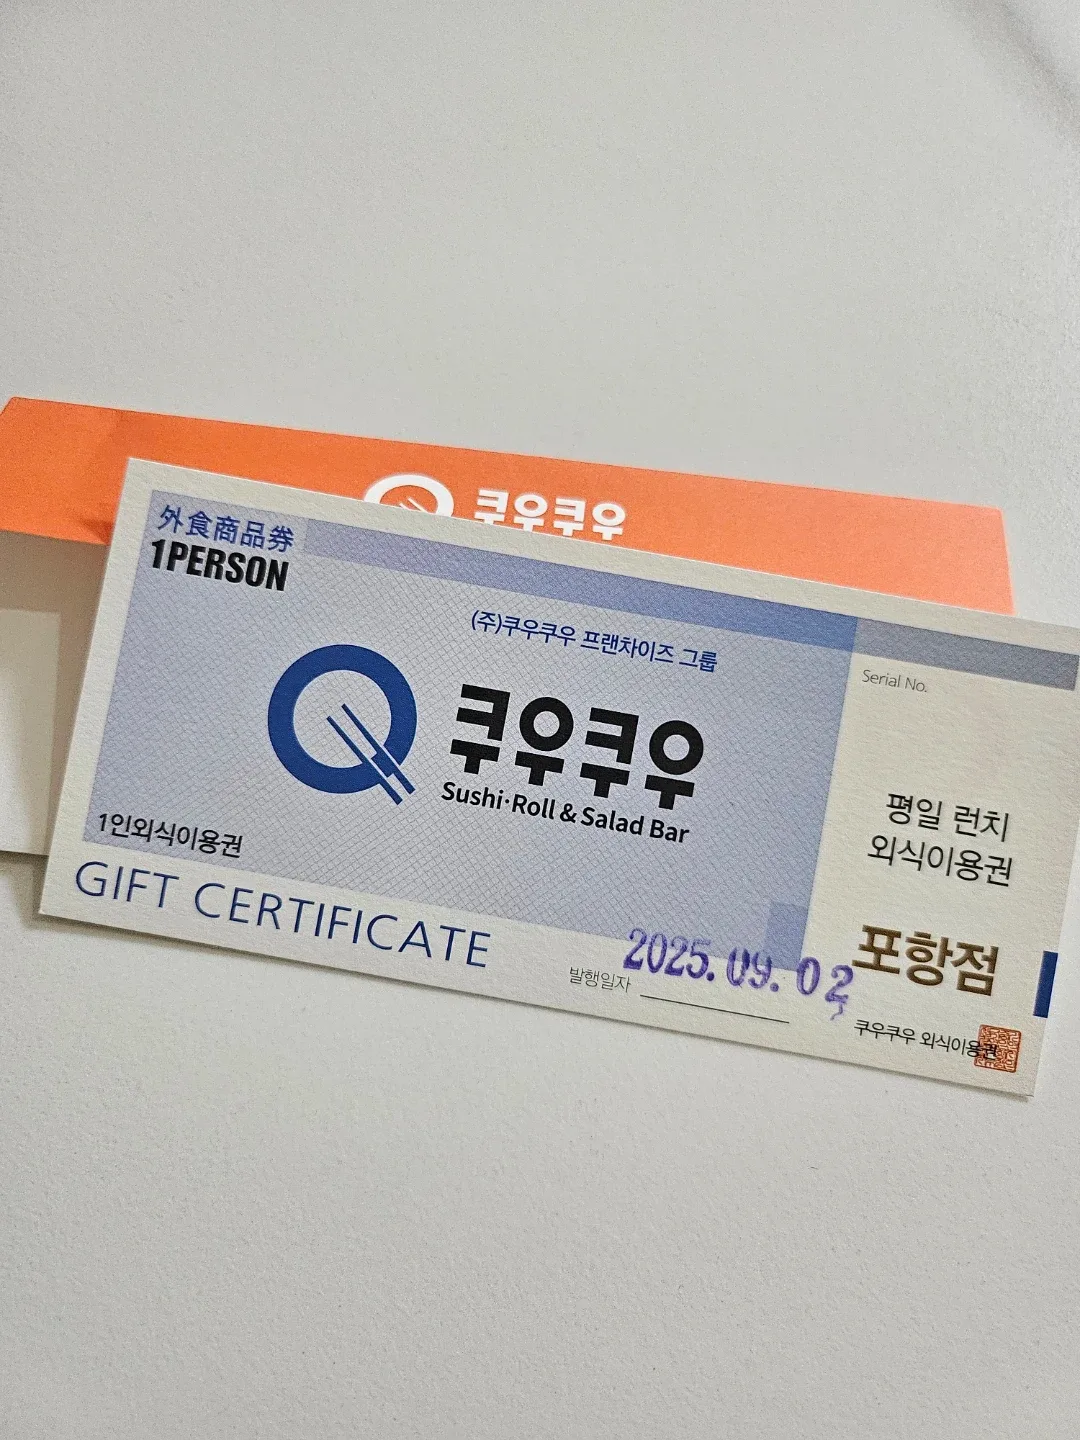 쿠우쿠우
外食商品券
1PERSON
(주)쿠우쿠우 프랜차이즈 그룹
쿠우쿠우
Sushi·Roll & Salad Bar
1인외식이용권
GIFT CERTIFICATE
발행일자 2025. 09. 02
Serial No.
평일 런치
외식이용권
포항점
쿠우쿠우 외식이용권